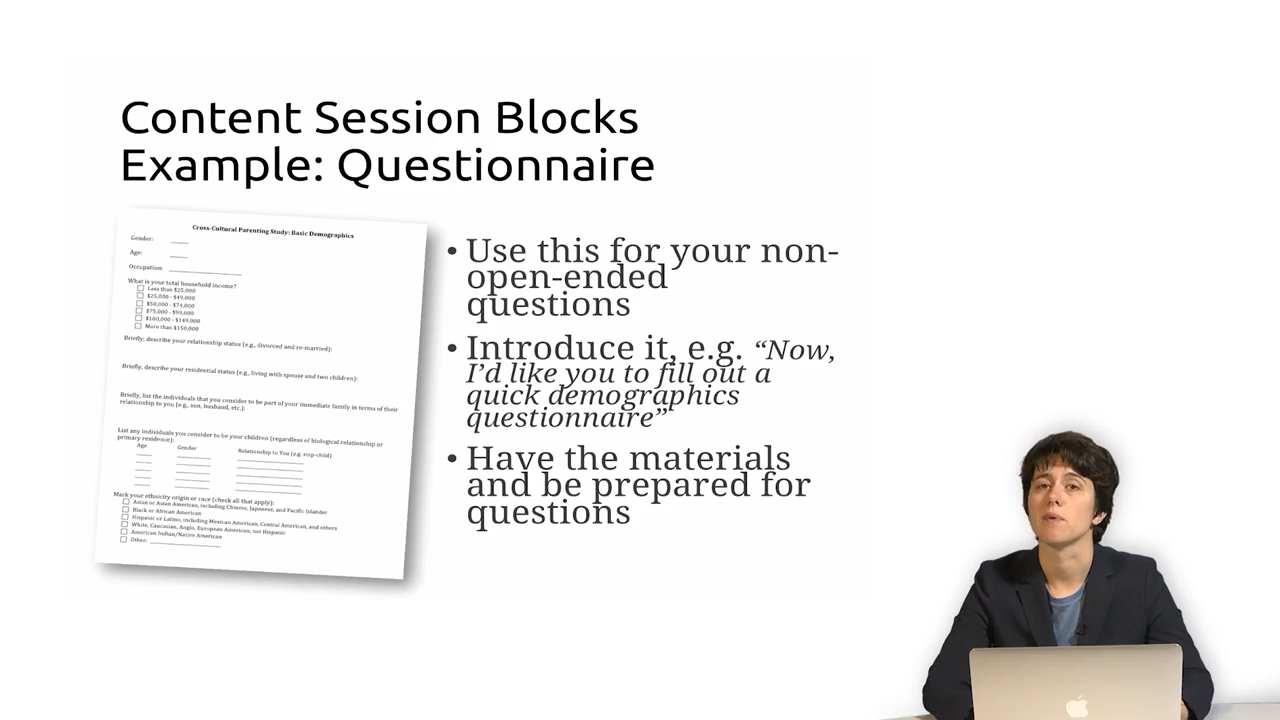 Content Session Blocks
Example: Questionnaire
Cross-Cultural Parenting Study: Basic Demographics
Gender: _____
Age: _____
Occupation: ____________________
What is your total household income?
Less than $25,000
$25,000 - $49,000
$50,000 - $74,000
$75,000 - $99,000
$100,000 - $149,000
More than $150,000
Briefly, describe your relationship status (e.g., divorced and re-married):
Briefly, describe your residential status (e.g., living with spouse and two children):
Briefly, list the individuals that you consider to be part of your immediate family in terms of their
relationship to you (e.g., son, husband, etc.):
List any individuals you consider to be your children (regardless of biological relationship or
primary residence):
Age Gender Relationship to You (e.g. step-child)
Mark your ethnicity origin or race (check all that apply):
Asian or Asian American, including Chinese, Japanese, and Pacific Islander
Black or African American
Hispanic or Latino, including Mexican American, Central American, and others
White, Caucasian, Anglo, European American, not Hispanic
American Indian/Native American
Other: ____________________
• Use this for your non-
open-ended
questions
• Introduce it, e.g. “Now,
I’d like you to fill out a
quick demographics
questionnaire”
• Have the materials
and be prepared for
questions